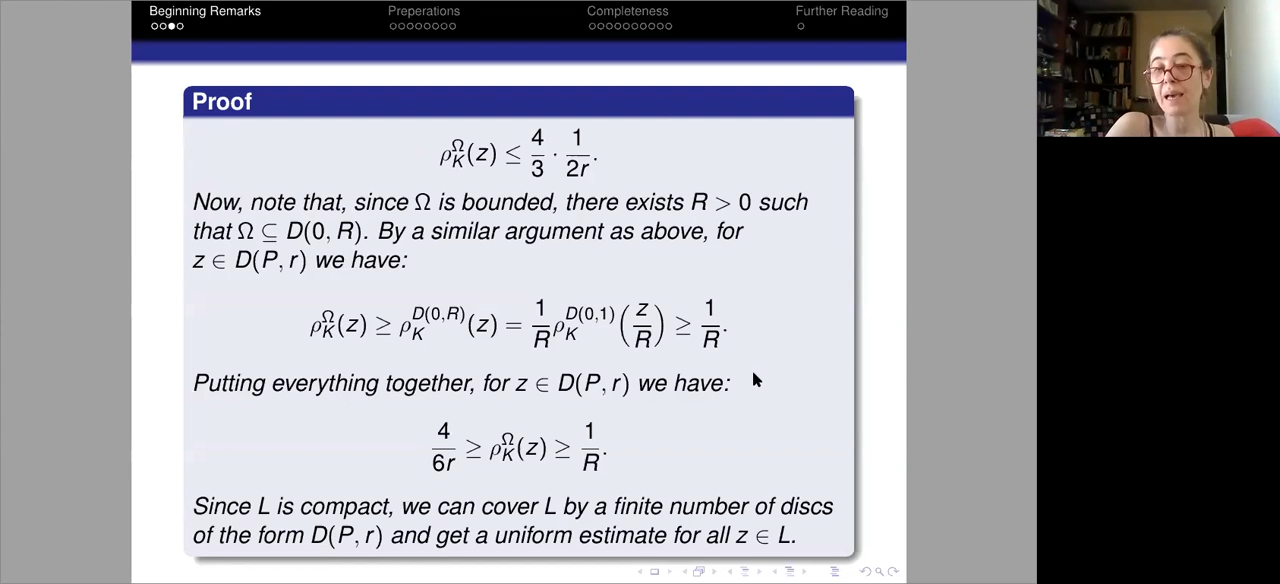 Beginning Remarks Preperations Completeness Further Reading
Proof
ρ_K^Ω(z) ≤ 4/3 · 1/2r.
Now, note that, since Ω is bounded, there exists R > 0 such
that Ω ⊆ D(0, R). By a similar argument as above, for
z ∈ D(P, r) we have:
ρ_K^Ω(z) ≥ ρ_K^{D(0,R)}(z) = 1/R ρ_K^{D(0,1)}(z/R) ≥ 1/R.
Putting everything together, for z ∈ D(P, r) we have:
4/6r ≥ ρ_K^Ω(z) ≥ 1/R.
Since L is compact, we can cover L by a finite number of discs
of the form D(P, r) and get a uniform estimate for all z ∈ L.